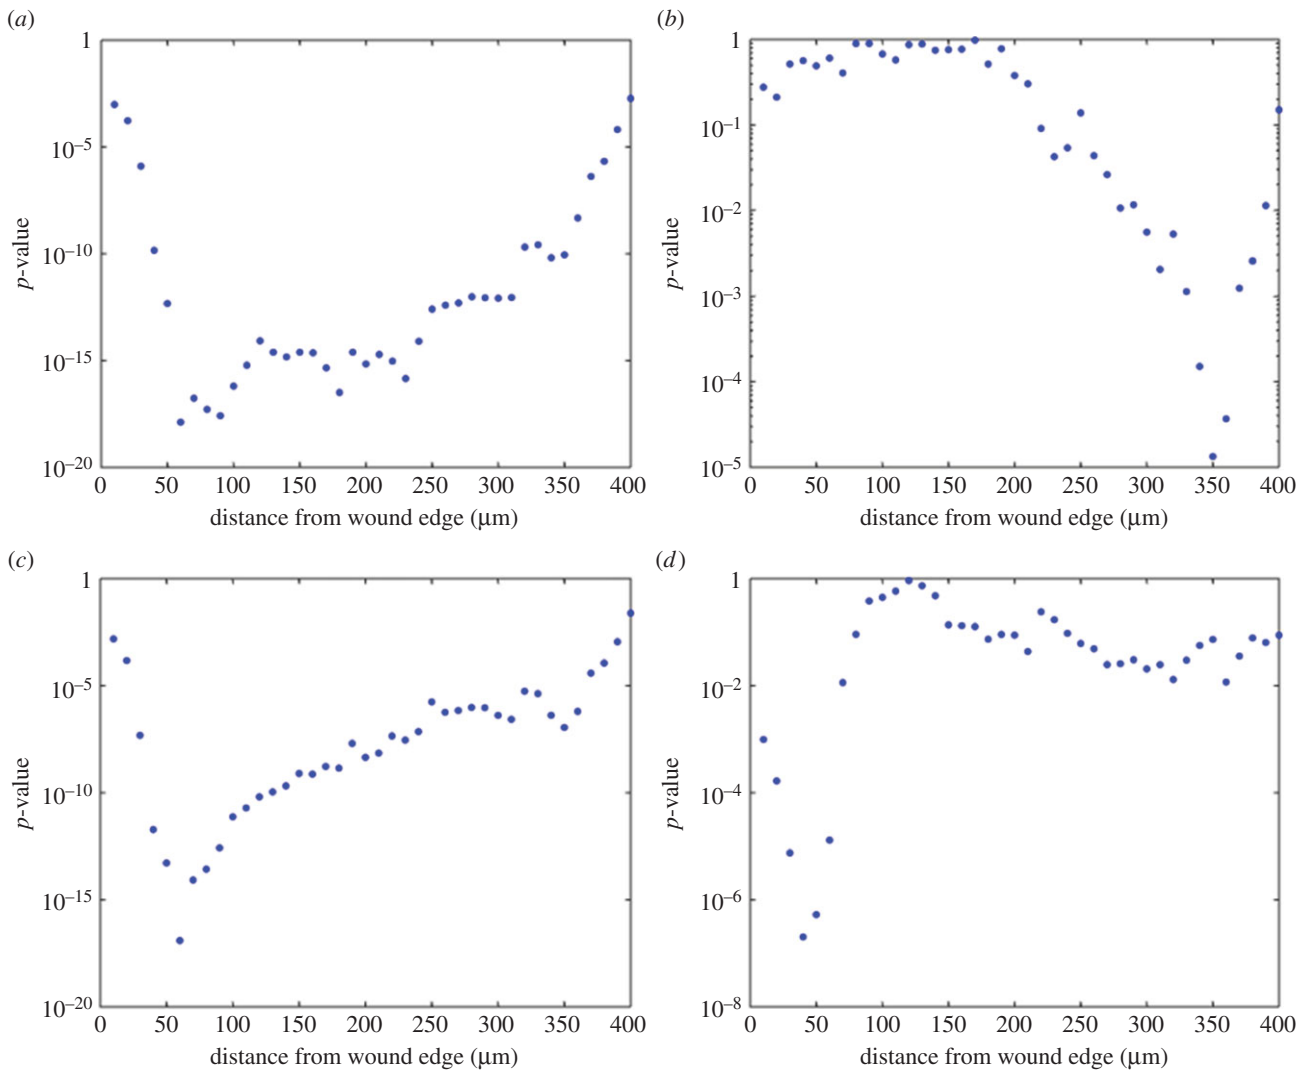 (a)
1
10⁻⁵
10⁻¹⁰
10⁻¹⁵
10⁻²⁰
p-value
0 50 100 150 200 250 300 350 400
distance from wound edge (μm)
(b)
1
10⁻¹
10⁻²
10⁻³
10⁻⁴
10⁻⁵
p-value
0 50 100 150 200 250 300 350 400
distance from wound edge (μm)
(c)
1
10⁻⁵
10⁻¹⁰
10⁻¹⁵
10⁻²⁰
p-value
0 50 100 150 200 250 300 350 400
distance from wound edge (μm)
(d)
1
10⁻²
10⁻⁴
10⁻⁶
10⁻⁸
p-value
0 50 100 150 200 250 300 350 400
distance from wound edge (μm)